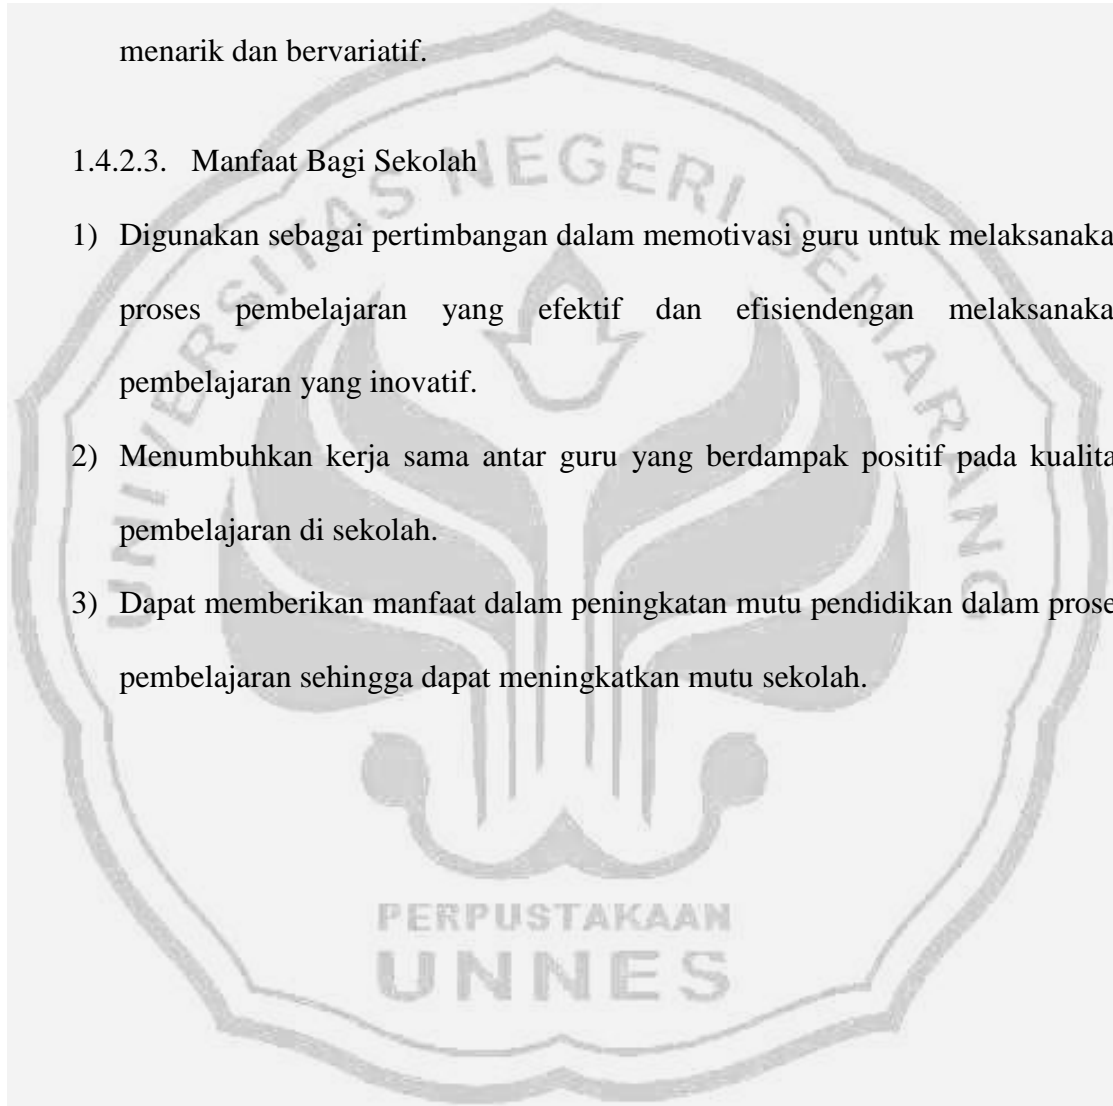 menarik dan bervariatif.
1.4.2.3. Manfaat Bagi Sekolah
1) Digunakan sebagai pertimbangan dalam memotivasi guru untuk melaksanaka
proses pembelajaran yang efektif dan efisiendengan melaksanaka
pembelajaran yang inovatif.
2) Menumbuhkan kerja sama antar guru yang berdampak positif pada kualita
pembelajaran di sekolah.
3) Dapat memberikan manfaat dalam peningkatan mutu pendidikan dalam prose
pembelajaran sehingga dapat meningkatkan mutu sekolah.
UNIVERSITAS NEGERI SEMARANG
PERPUSTAKAAN
UNNES